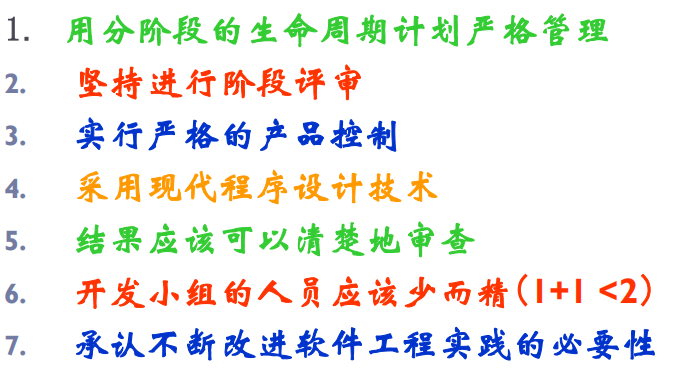 1. 用分阶段的生命周期计划严格管理
2. 坚持进行阶段评审
3. 实行严格的产品控制
4. 采用现代程序设计技术
5. 结果应该可以清楚地审查
6. 开发小组的人员应该少而精(1+1 <2)
7. 承认不断改进软件工程实践的必要性